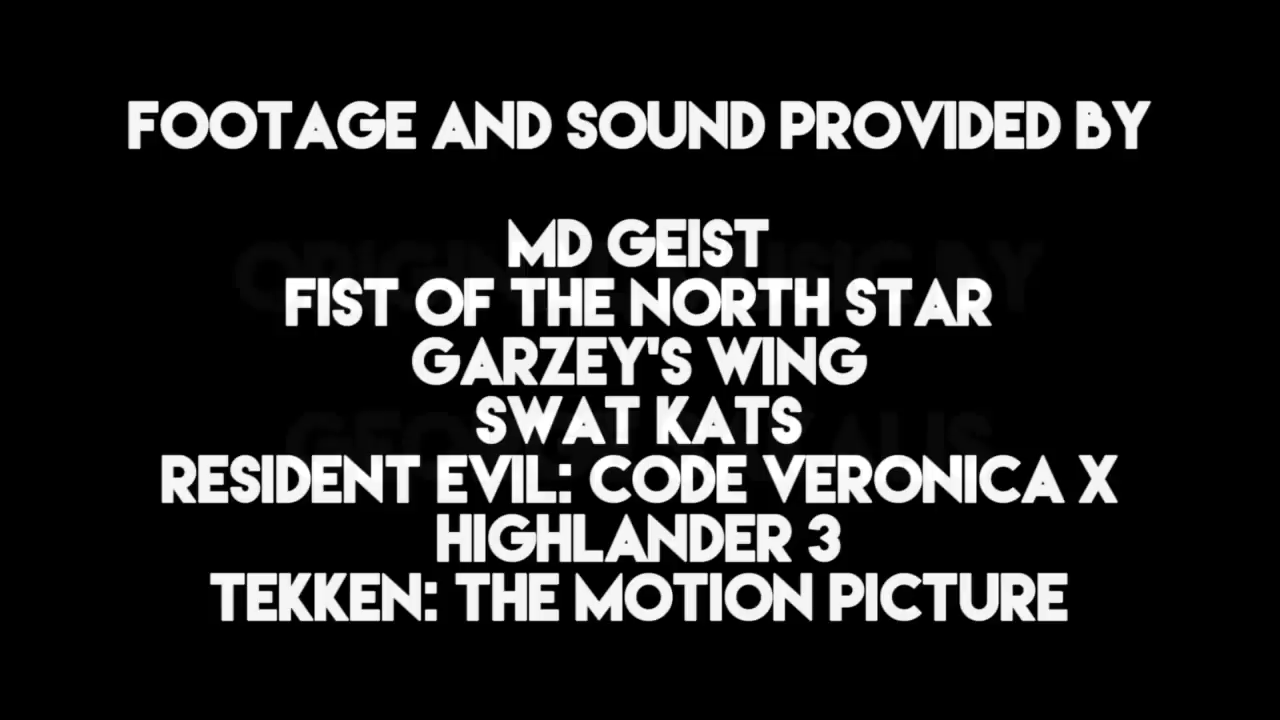 FOOTAGE AND SOUND PROVIDED BY
MD GEIST
FIST OF THE NORTH STAR
GARZEY'S WING
SWAT KATS
RESIDENT EVIL: CODE VERONICA X
HIGHLANDER 3
TEKKEN: THE MOTION PICTURE